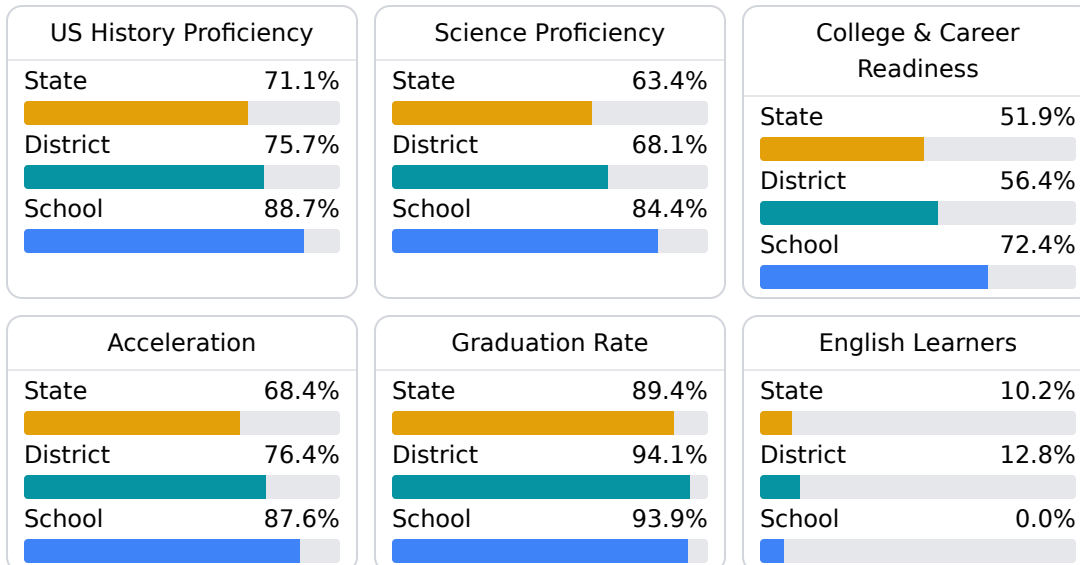 US History Proficiency
State 71.1%
District 75.7%
School 88.7%
Science Proficiency
State 63.4%
District 68.1%
School 84.4%
College & Career
Readiness
State 51.9%
District 56.4%
School 72.4%
Acceleration
State 68.4%
District 76.4%
School 87.6%
Graduation Rate
State 89.4%
District 94.1%
School 93.9%
English Learners
State 10.2%
District 12.8%
School 0.0%